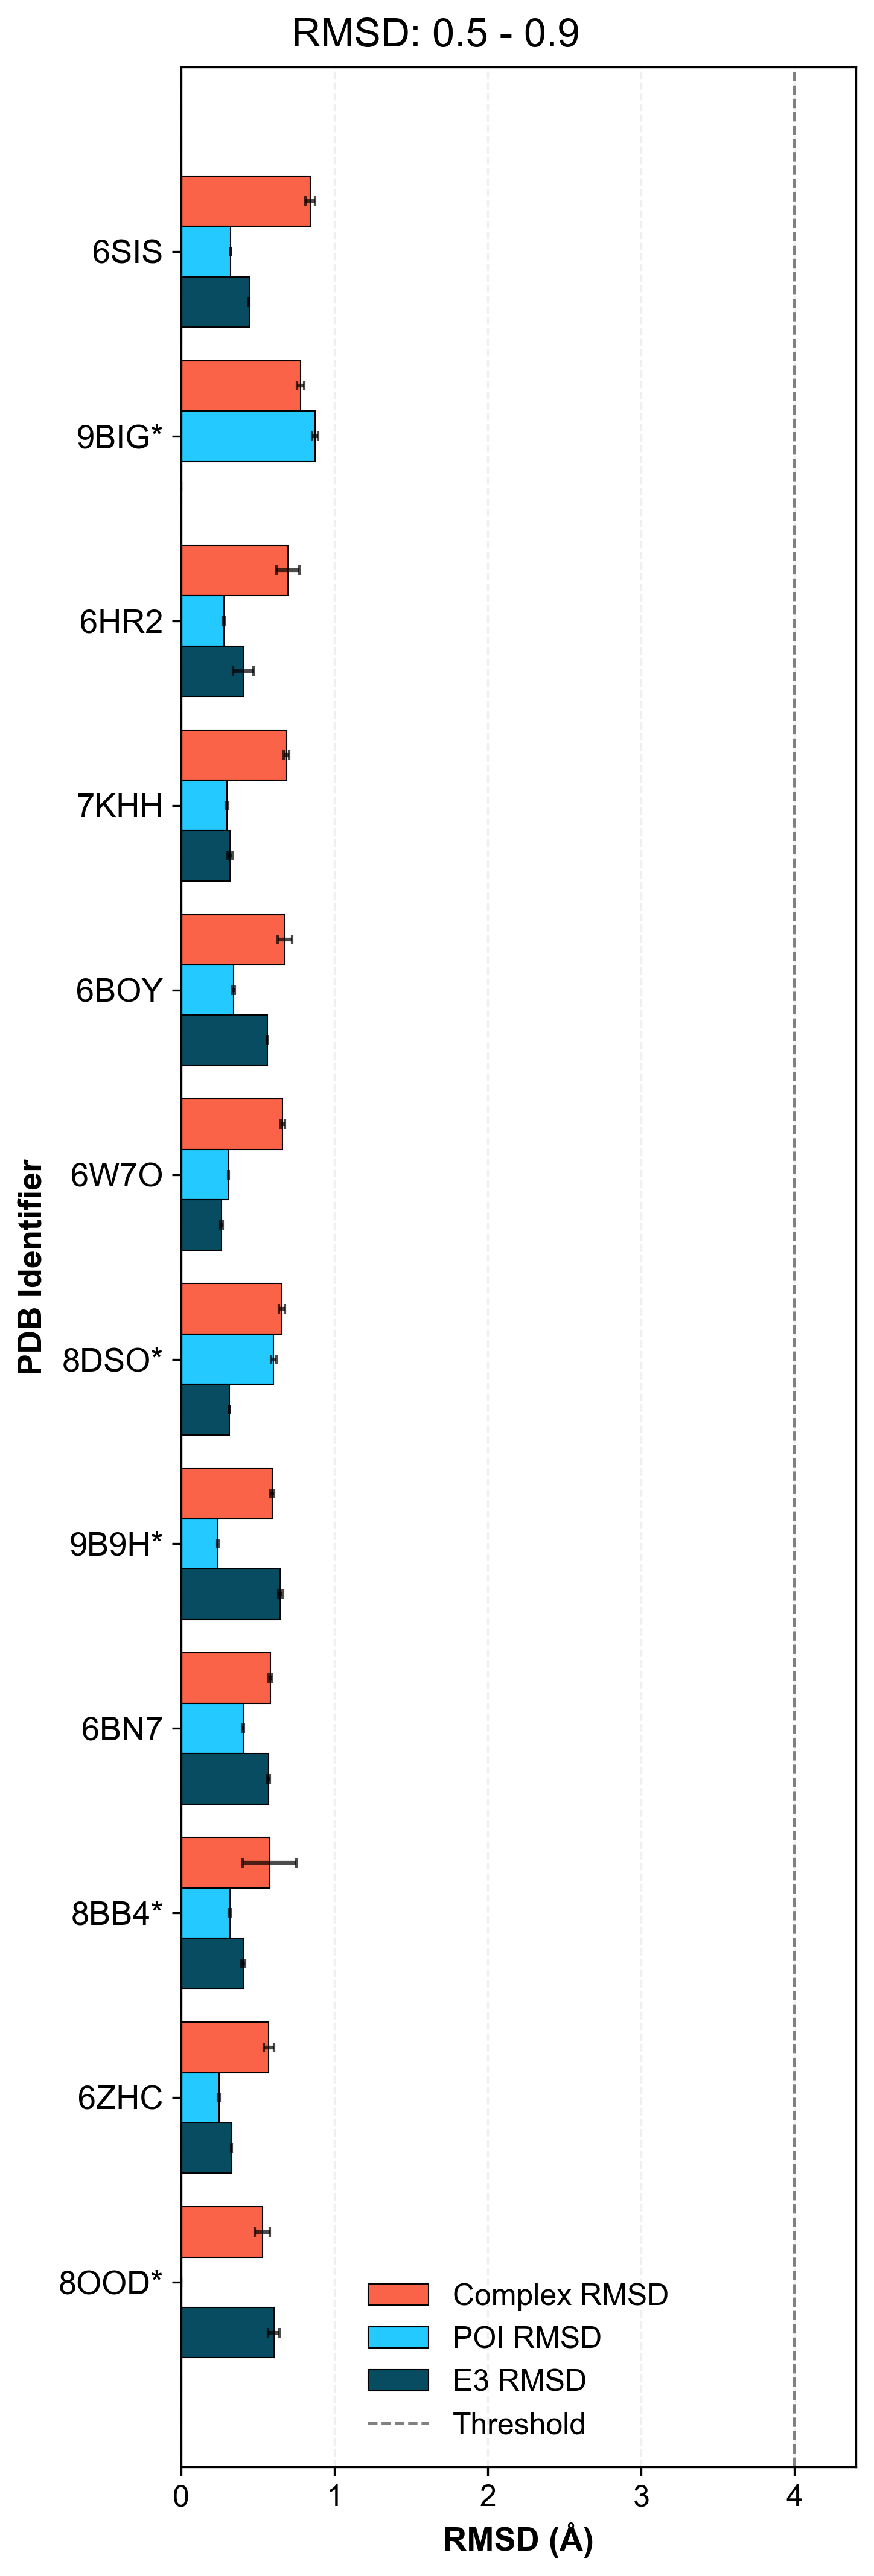 RMSD: 0.5 - 0.9
PDB Identifier
6SIS
9BIG*
6HR2
7KHH
6BOY
6W7O
8DSO*
9B9H*
6BN7
8BB4*
6ZHC
8OOD*
Complex RMSD
POI RMSD
E3 RMSD
Threshold
0 1 2 3 4
RMSD (Å)